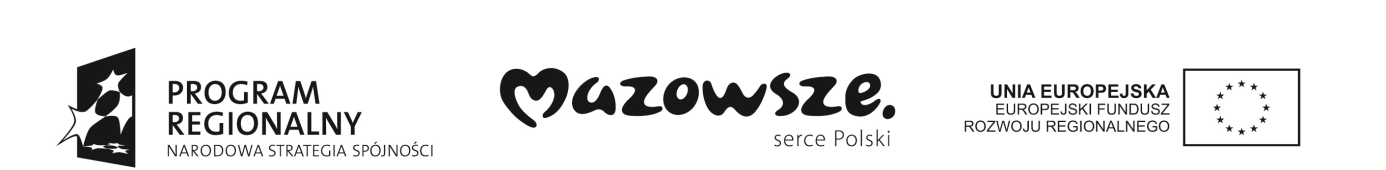 PROGRAM
REGIONALNY
NARODOWA STRATEGIA SPÓJNOŚCI
mazowsze.
serce Polski
UNIA EUROPEJSKA
EUROPEJSKI FUNDUSZ
ROZWOJU REGIONALNEGO